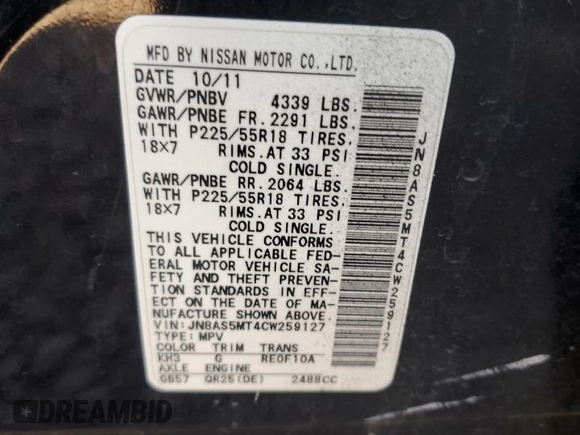 MFD BY NISSAN MOTOR CO.,LTD.
DATE 10/11
GVWR/PNBV 4339 LBS.
GAWR/PNBE FR. 2291 LBS.
WITH P225/55R18 TIRES.
18X7 RIMS.AT 33 PSI
COLD SINGLE.
GAWR/PNBE RR. 2064 LBS.
WITH P225/55R18 TIRES.
18X7 RIMS.AT 33 PSI
COLD SINGLE.
THIS VEHICLE CONFORMS
TO ALL APPLICABLE FED-
ERAL MOTOR VEHICLE SA-
FETY AND THEFT PREVEN-
TION STANDARDS IN EFF-
ECT ON THE DATE OF MA-
NUFACTURE SHOWN ABOVE.
VIN: JN8AS5MT4CW259127
TYPE: MPV
COLOR TRIM TRANS
KH3 G RE0F10A
AXLE ENGINE
GB57 QR25(DE) 2488CC
JN8AS5MT4CW259127
DREAMBID